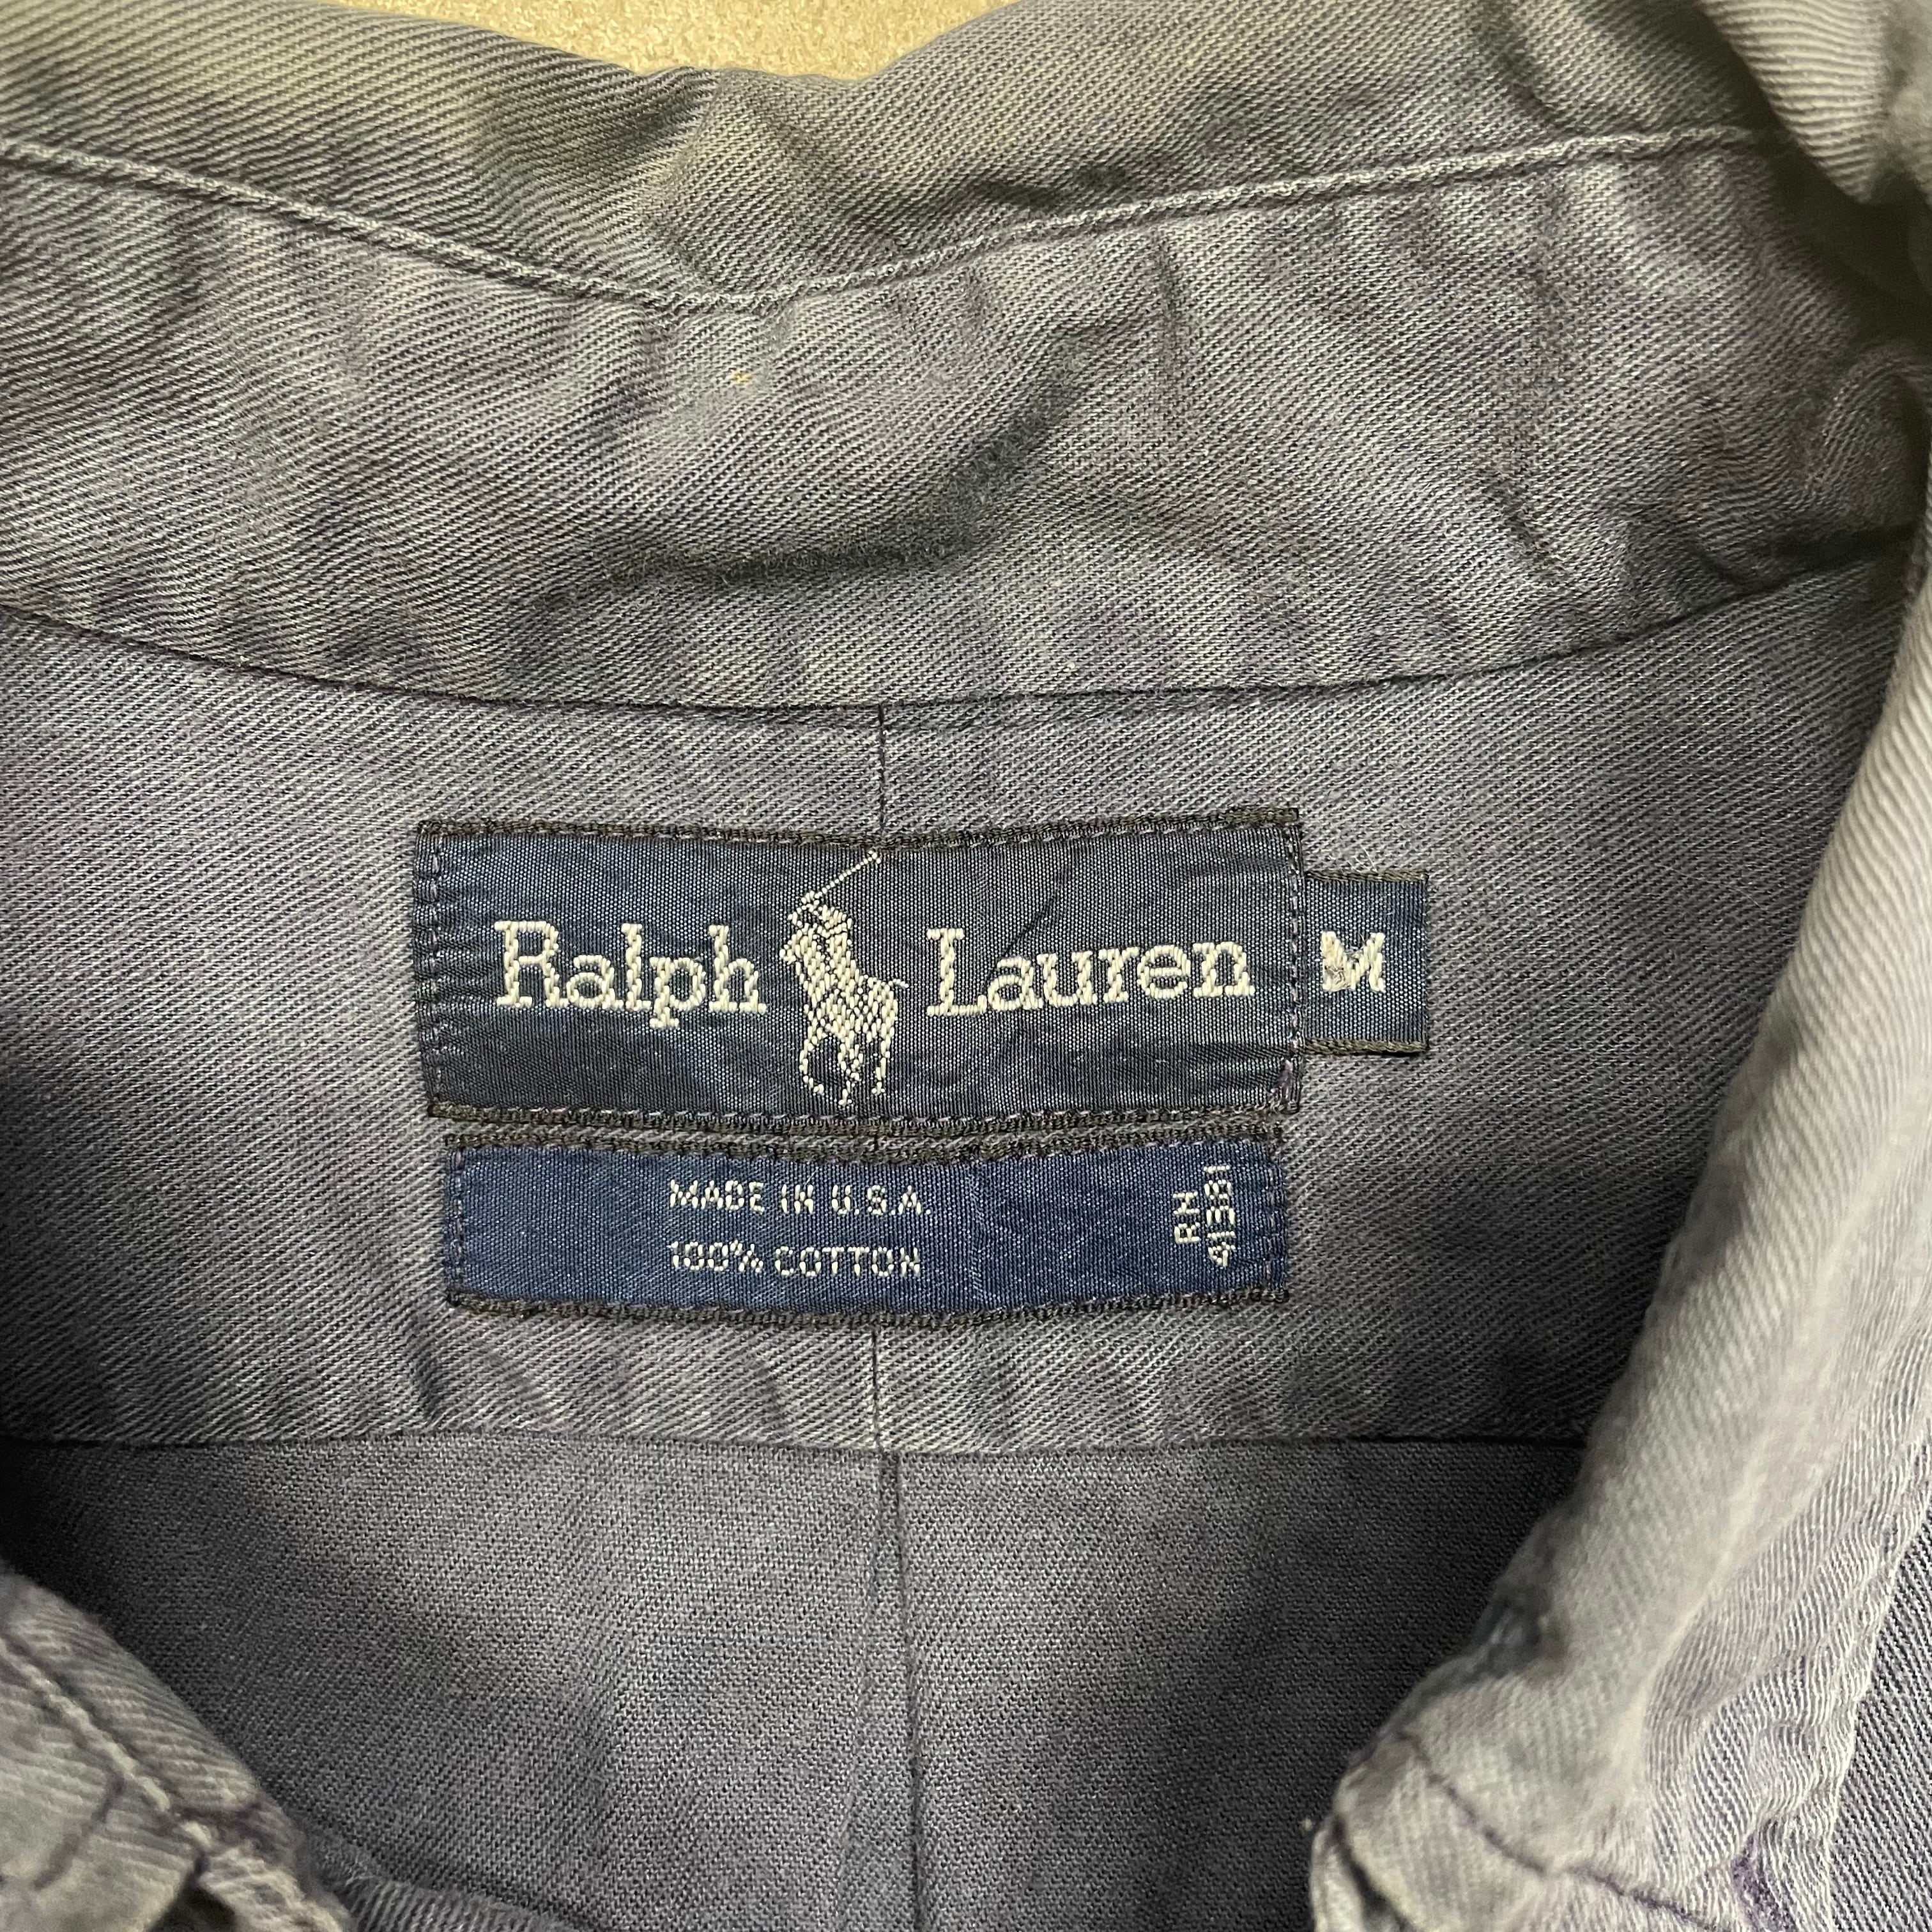 Ralph Lauren
M
MADE IN U.S.A.
100% COTTON
RN
41381